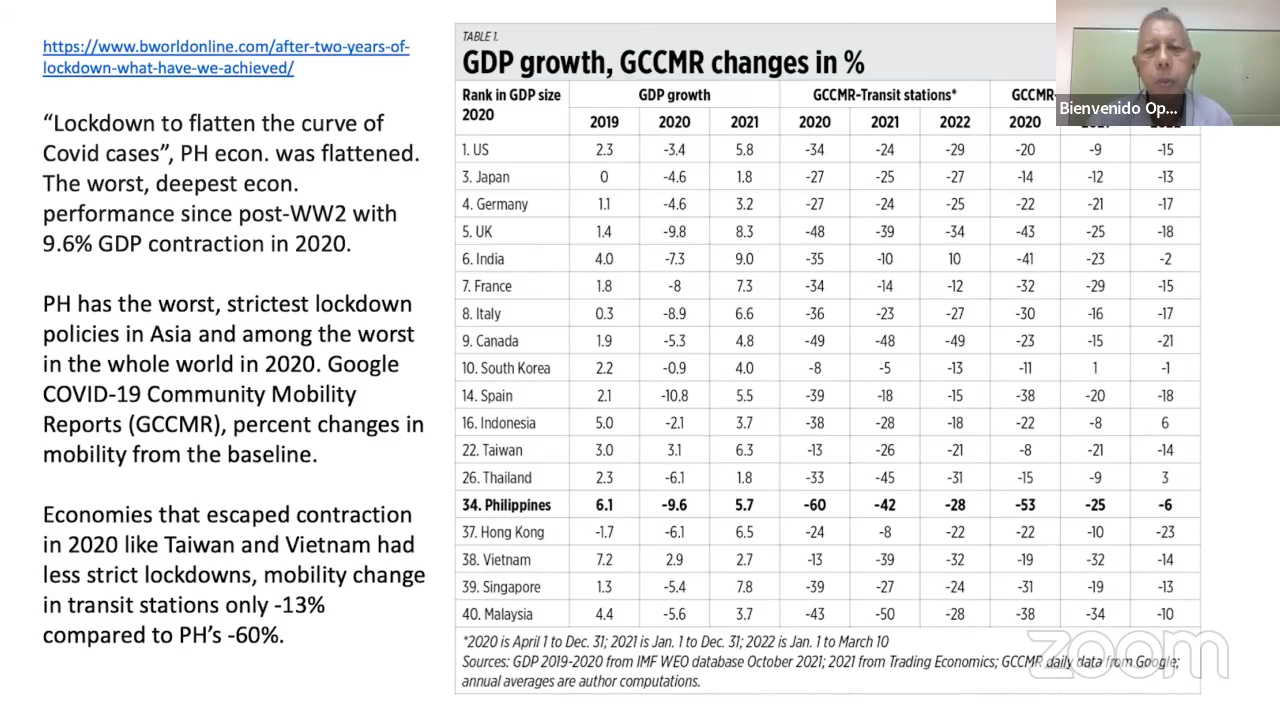 https://www.bworldonline.com/after-two-years-of-
lockdown-what-have-we-achieved/
“Lockdown to flatten the curve of
Covid cases”, PH econ. was flattened.
The worst, deepest econ.
performance since post-WW2 with
9.6% GDP contraction in 2020.
PH has the worst, strictest lockdown
policies in Asia and among the worst
in the whole world in 2020. Google
COVID-19 Community Mobility
Reports (GCCMR), percent changes in
mobility from the baseline.
Economies that escaped contraction
in 2020 like Taiwan and Vietnam had
less strict lockdowns, mobility change
in transit stations only -13%
compared to PH’s -60%.
TABLE 1.
GDP growth, GCCMR changes in %
Rank in GDP size 2020 GDP growth GCCMR-Transit stations* GCCMR-
2019 2020 2021 2020 2021 2022 2020
1. US 2.3 -3.4 5.8 -34 -24 -29 -20 -9 -15
3. Japan 0 -4.6 1.8 -27 -25 -27 -14 -12 -13
4. Germany 1.1 -4.6 3.2 -27 -24 -25 -22 -21 -17
5. UK 1.4 -9.8 8.3 -48 -39 -34 -43 -25 -18
6. India 4.0 -7.3 9.0 -35 -10 10 -41 -23 -2
7. France 1.8 -8 7.3 -34 -14 -12 -32 -29 -15
8. Italy 0.3 -8.9 6.6 -36 -23 -27 -30 -16 -17
9. Canada 1.9 -5.3 4.8 -49 -48 -49 -23 -15 -21
10. South Korea 2.2 -0.9 4.0 -8 -5 -13 -11 1 -1
14. Spain 2.1 -10.8 5.5 -39 -18 -15 -38 -20 -18
16. Indonesia 5.0 -2.1 3.7 -38 -28 -18 -22 -8 6
22. Taiwan 3.0 3.1 6.3 -13 -26 -21 -8 -21 -14
26. Thailand 2.3 -6.1 1.8 -33 -45 -31 -15 -9 3
34. Philippines 6.1 -9.6 5.7 -60 -42 -28 -53 -25 -6
37. Hong Kong -1.7 -6.1 6.5 -24 -8 -22 -22 -10 -23
38. Vietnam 7.2 2.9 2.7 -13 -39 -32 -19 -32 -14
39. Singapore 1.3 -5.4 7.8 -39 -27 -24 -31 -19 -13
40. Malaysia 4.4 -5.6 3.7 -43 -50 -28 -38 -34 -10
*2020 is April 1 to Dec. 31; 2021 is Jan. 1 to Dec. 31; 2022 is Jan. 1 to March 10
Sources: GDP 2019-2020 from IMF WEO database October 2021; 2021 from Trading Economics; GCCMR daily data from Google;
annual averages are author computations.
Bienvenido Op...
zoom